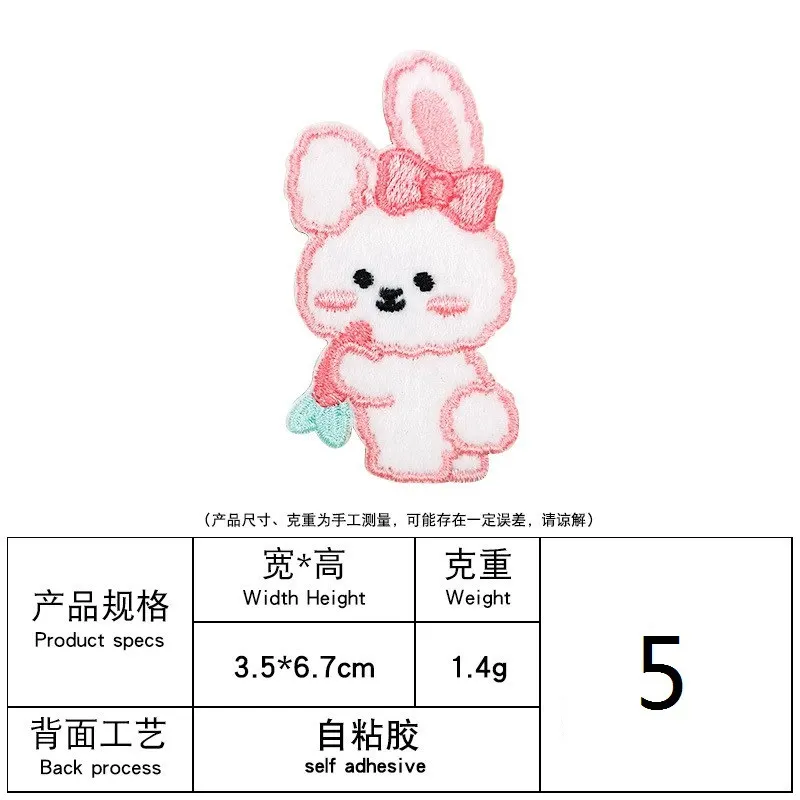 （产品尺寸、克重为手工测量，可能存在一定误差，请谅解）
产品规格
Product specs
宽*高
Width Height
克重
Weight
3.5*6.7cm
1.4g
5
背面工艺
Back process
自粘胶
self adhesive